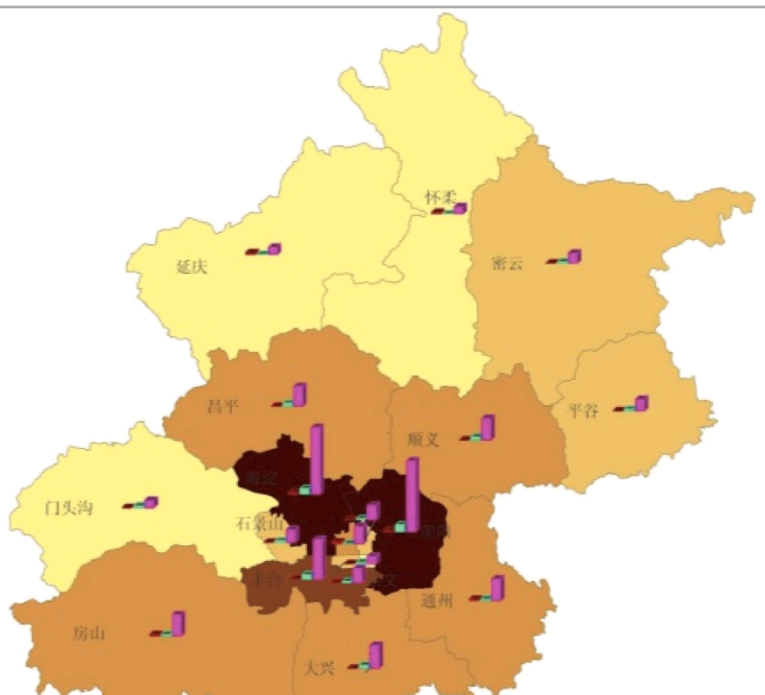 怀柔
延庆
密云
昌平
平谷
顺义
海淀
门头沟
石景山
朝阳
丰台
文
通州
房山
大兴